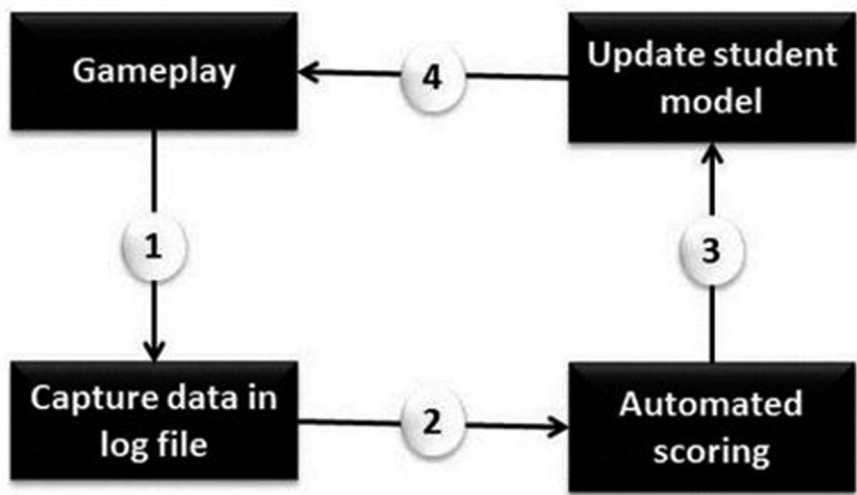 Gameplay
4
Update student
model
1
3
Capture data in
log file
2
Automated
scoring